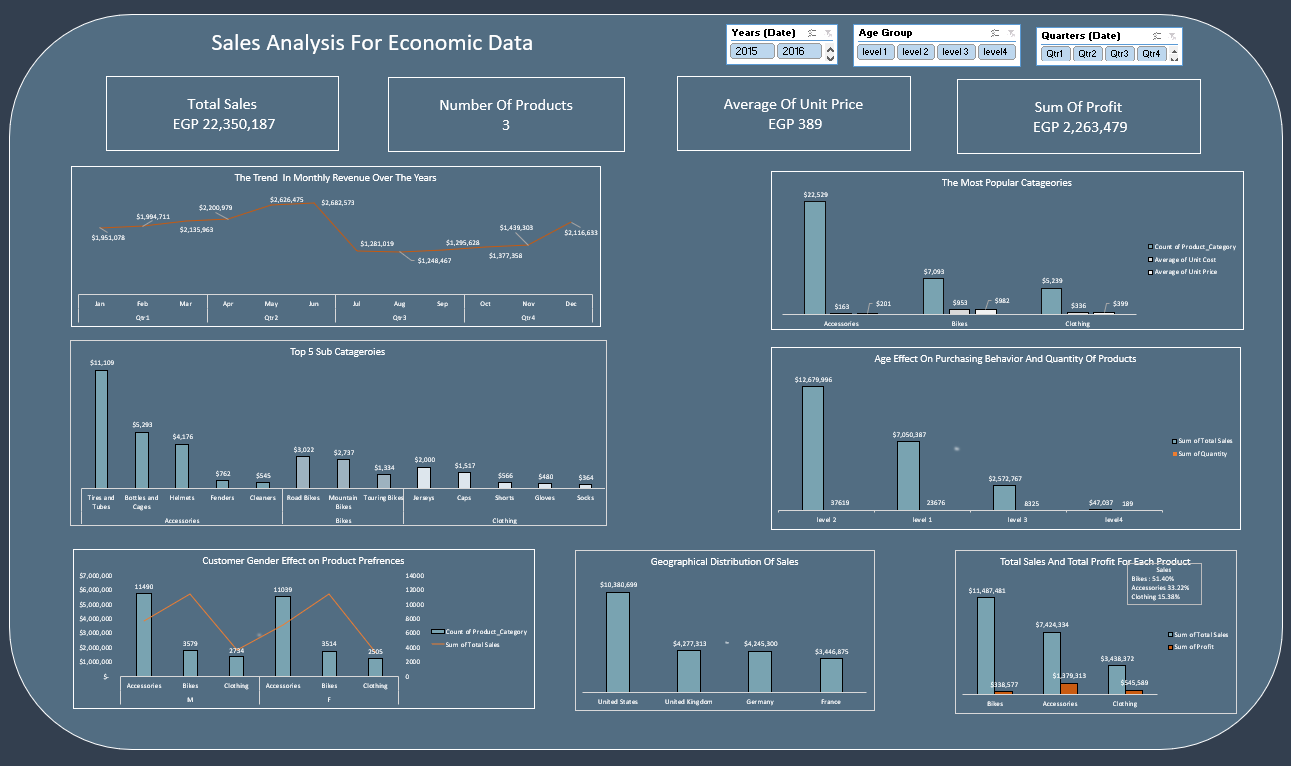 Sales Analysis For Economic Data
Years (Date)
2015 2016
Age Group
level 1 level 2 level 3 level4
Quarters (Date)
Qtr1 Qtr2 Qtr3 Qtr4
Total Sales
EGP 22,350,187
Number Of Products
3
Average Of Unit Price
EGP 389
Sum Of Profit
EGP 2,263,479
The Trend In Monthly Revenue Over The Years
$1,951,078 $1,994,711 $2,135,963 $2,200,979 $2,626,475 $2,682,573 $1,281,019 $1,248,467 $1,295,628 $1,377,358 $1,439,303 $2,116,633
Jan Feb Mar Apr May Jun Jul Aug Sep Oct Nov Dec
Qtr1 Qtr2 Qtr3 Qtr4
The Most Popular Catageories
$22,529 $163 $201 $7,093 $953 $982 $5,239 $336 $399
Accessories Bikes Clothing
Count of Product_Category
Average of Unit Cost
Average of Unit Price
Top 5 Sub Catageroies
$11,109 $5,293 $4,176 $762 $545 $3,022 $2,737 $1,334 $2,000 $1,517 $566 $480 $364
Tires and Tubes Bottles and Cages Helmets Fenders Cleaners Road Bikes Mountain Bikes Touring Bikes Jerseys Caps Shorts Gloves Socks
Accessories Bikes Clothing
Age Effect On Purchasing Behavior And Quantity Of Products
$12,679,996 37619 $7,050,387 23676 $2,572,767 8325 $47,037 189
level 2 level 1 level 3 level4
Sum of Total Sales
Sum of Quantity
Customer Gender Effect on Product Prefrences
$7,000,000 14000
$6,000,000 12000
$5,000,000 10000
$4,000,000 8000
$3,000,000 6000
$2,000,000 4000
$1,000,000 2000
$- 0
11490 3579 2734 11039 3514 2505
Accessories Bikes Clothing Accessories Bikes Clothing
M F
Count of Product_Category
Sum of Total Sales
Geographical Distribution Of Sales
$10,380,699 $4,277,313 $4,245,300 $3,446,875
United States United Kingdom Germany France
Total Sales And Total Profit For Each Product
Sales
Bikes : 51.40%
Accessories 33.22%
Clothing 15.38%
$11,487,481 $338,577 $7,424,334 $1,379,313 $3,438,372 $545,589
Bikes Accessories Clothing
Sum of Total Sales
Sum of Profit